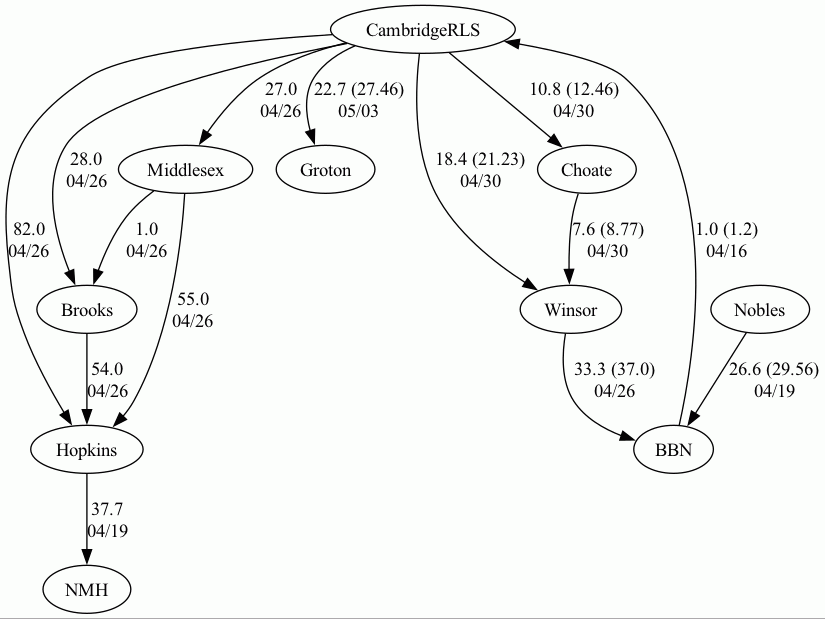 CambridgeRLS
27.0
04/26
22.7 (27.46)
05/03
10.8 (12.46)
04/30
28.0
04/26
Middlesex
Groton
18.4 (21.23)
04/30
Choate
82.0
04/26
1.0
04/26
7.6 (8.77)
04/30
1.0 (1.2)
04/16
55.0
04/26
Brooks
Winsor
Nobles
54.0
04/26
33.3 (37.0)
04/26
26.6 (29.56)
04/19
Hopkins
BBN
37.7
04/19
NMH